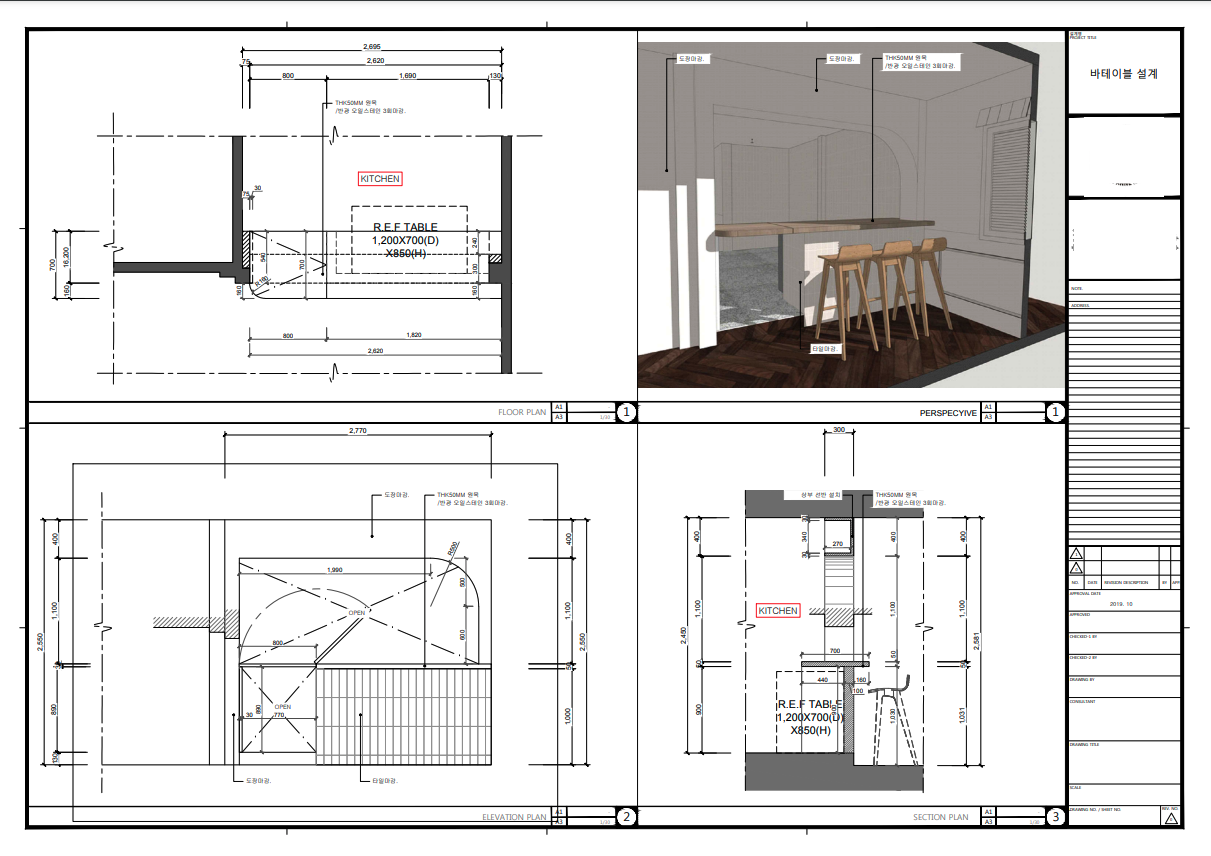 2,695
75
2,620
800
1,690
130
THK50MM 원목
/반광 오일스테인 3회마감.
KITCHEN
30
75
R.E.F TABLE
1,200X700(D)
X850(H)
240
300
160
540
700
R100
160
700
16,200
160
800
1,820
2,620
FLOOR PLAN
A1
A3
1/30
1
도장마감.
도장마감.
THK50MM 원목
/반광 오일스테인 3회마감.
타일마감.
PERSPECYIVE
A1
A3
1
2,770
도장마감.
THK50MM 원목
/반광 오일스테인 3회마감.
400
1,100
2,550
50
890
R500
1,990
500
600
OPEN
800
OPEN
30
770
890
400
1,100
2,550
50
1,000
도장마감.
타일마감.
ELEVATION PLAN
A1
A3
1/30
2
300
상부 선반 설치
THK50MM 원목
/반광 오일스테인 3회마감.
400
1,100
2,450
50
900
30
340
30
270
KITCHEN
400
1,100
50
700
440
160
100
R.E.F TABLE
1,200X700(D)
X850(H)
1,030
400
1,100
2,581
50
1,031
SECTION PLAN
A1
A3
1/30
3
PROJECT TITLE
바테이블 설계
NOTE
ADDRESS
NO.
DATE
REVISION DESCRIPTION
BY
APP
APPROVAL DATE
2019. 10
APPROVED
CHECKED-1 BY
CHECKED-2 BY
DRAWING BY
CONSULTANT
DRAWING TITLE
SCALE
DRAWING NO. / SHEET NO.
REV. NO.